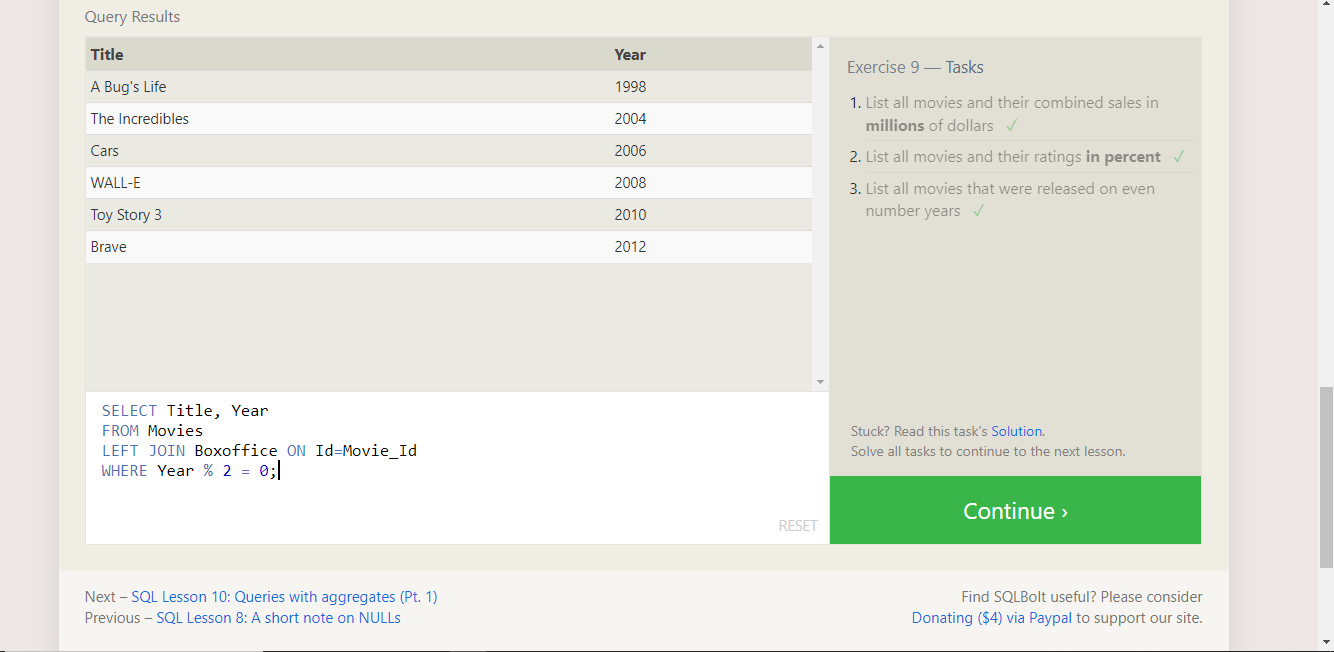 Query Results
Title Year
A Bug's Life 1998
The Incredibles 2004
Cars 2006
WALL-E 2008
Toy Story 3 2010
Brave 2012
SELECT Title, Year
FROM Movies
LEFT JOIN Boxoffice ON Id=Movie_Id
WHERE Year % 2 = 0;
RESET
Exercise 9 — Tasks
1. List all movies and their combined sales in
millions of dollars ✓
2. List all movies and their ratings in percent ✓
3. List all movies that were released on even
number years ✓
Stuck? Read this task's Solution.
Solve all tasks to continue to the next lesson.
Continue ›
Next – SQL Lesson 10: Queries with aggregates (Pt. 1)
Previous – SQL Lesson 8: A short note on NULLs
Find SQLBolt useful? Please consider
Donating ($4) via Paypal to support our site.